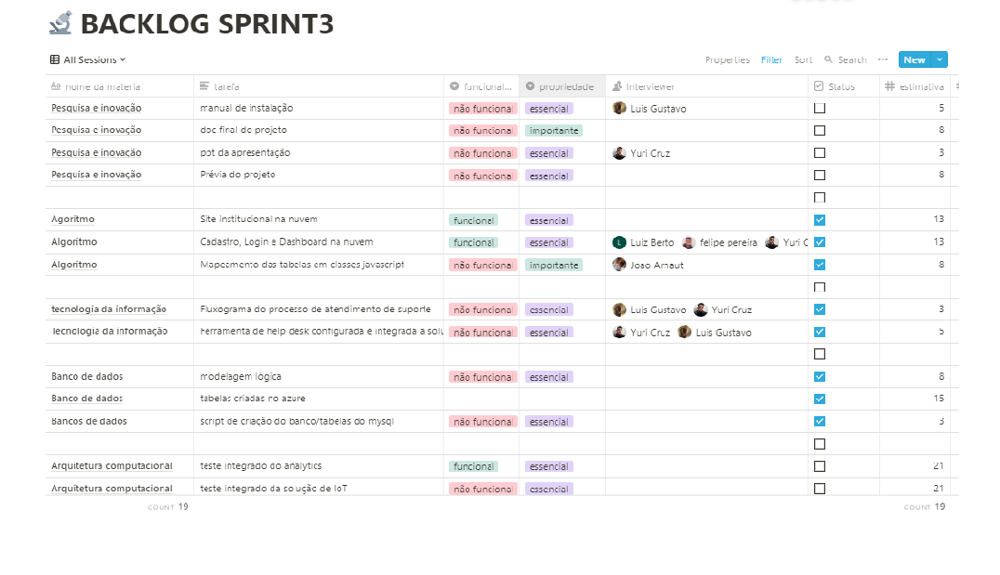 BACKLOG SPRINT3
All Sessions Properties Filter Sort Search ... New
nome da materia tarefa funcional... propriedade Interviewer Status # estimativa
Pesquisa e inovação manual de instalação não funcional essencial Luis Gustavo 5
Pesquisa e inovação doc final do projeto não funcional importante 8
Pesquisa e inovação ppt da apresentação não funcional essencial Yuri Cruz 3
Pesquisa e inovação Prévia do projeto não funcional essencial 8
Agoritmo Site institucional na nuvem funcional essencial 13
Algoritmo Cadastro, Login e Dashboard na nuvem funcional essencial L Luiz Berto felipe pereira Yuri C 13
Algoritmo Mapeamento das tabelas em classes javascript não funcional importante Joao Arnaut 8
tecnologia da informação Fluxograma do processo de atendimento de suporte não funcional essencial Luis Gustavo Yuri Cruz 3
Tecnologia da informação Ferramenta de help desk configurada e integrada a solu não funcional essencial Yuri Cruz Luis Gustavo 5
Banco de dados modelagem lógica não funcional essencial 8
Banco de dados tabelas criadas no azure 15
Bancos de dados script de criação do banco/tabelas do mysql não funcional essencial 3
Arquitetura computacional teste integrado do analytics funcional essencial 21
Arquitetura computacional teste integrado da solução de IoT não funcional essencial 21
COUNT 19 COUNT 19